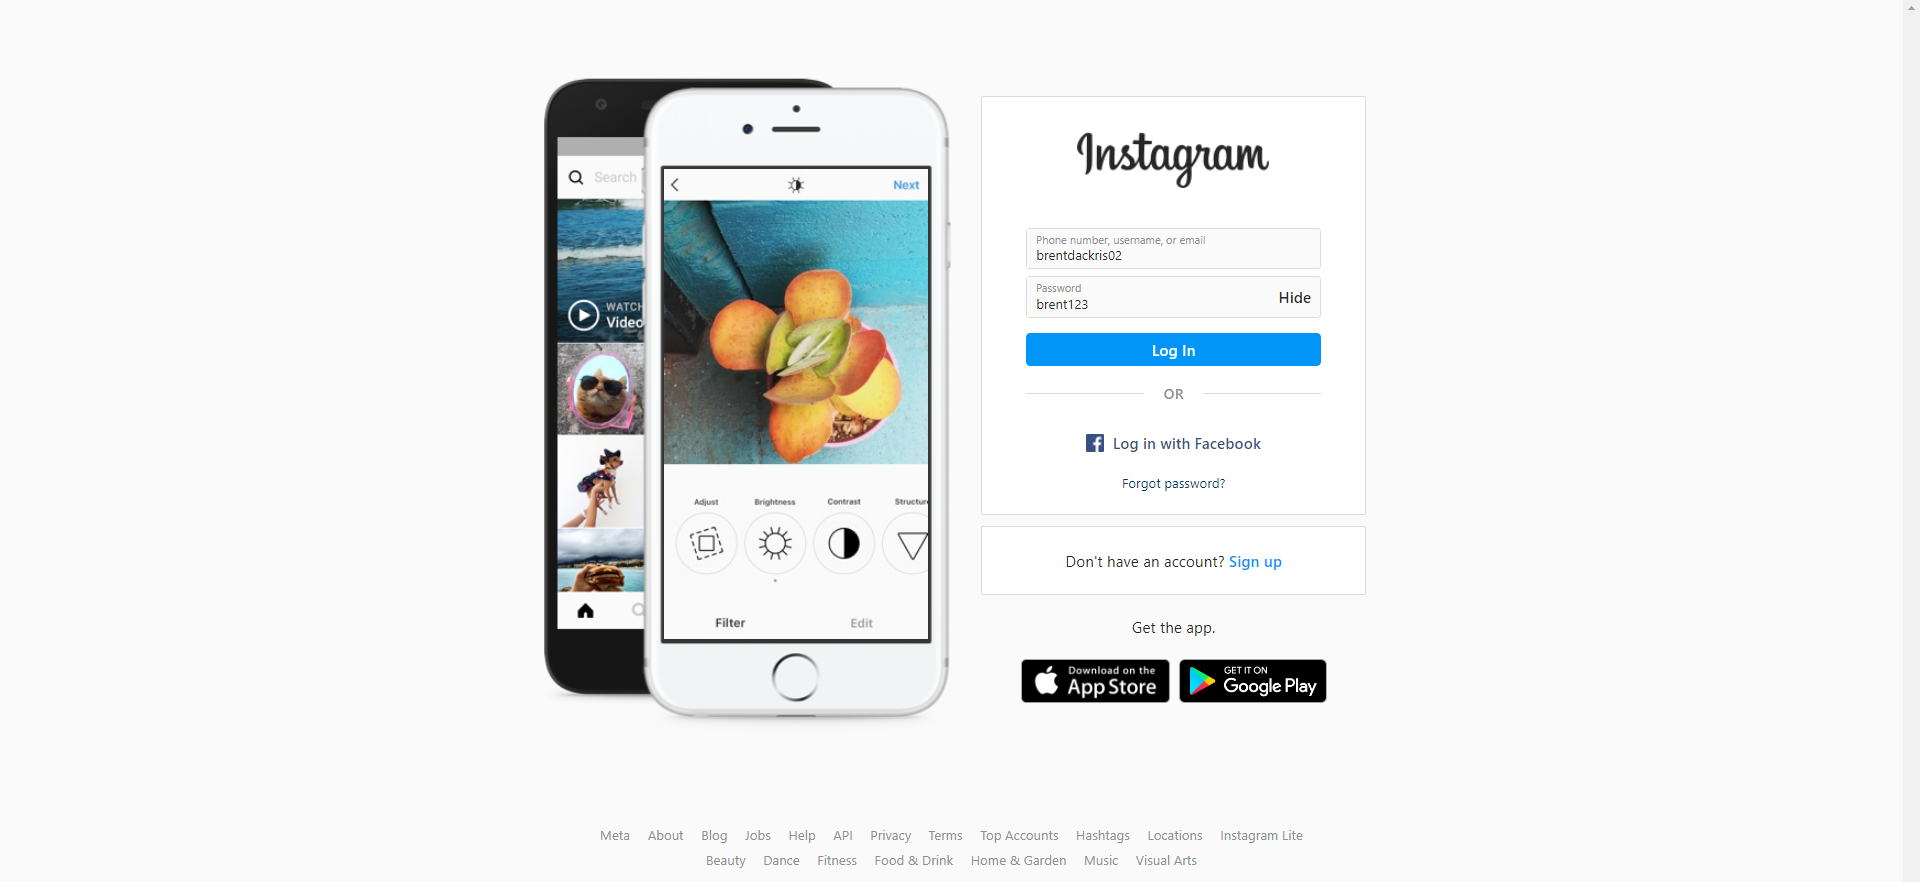 Search
WATCH
Video
Next
Adjust
Brightness
Contrast
Structure
Filter
Edit
Instagram
Phone number, username, or email
brentdackris02
Password
brent123
Hide
Log In
OR
Log in with Facebook
Forgot password?
Don't have an account? Sign up
Get the app.
Download on the
App Store
GET IT ON
Google Play
Meta About Blog Jobs Help API Privacy Terms Top Accounts Hashtags Locations Instagram Lite
Beauty Dance Fitness Food & Drink Home & Garden Music Visual Arts